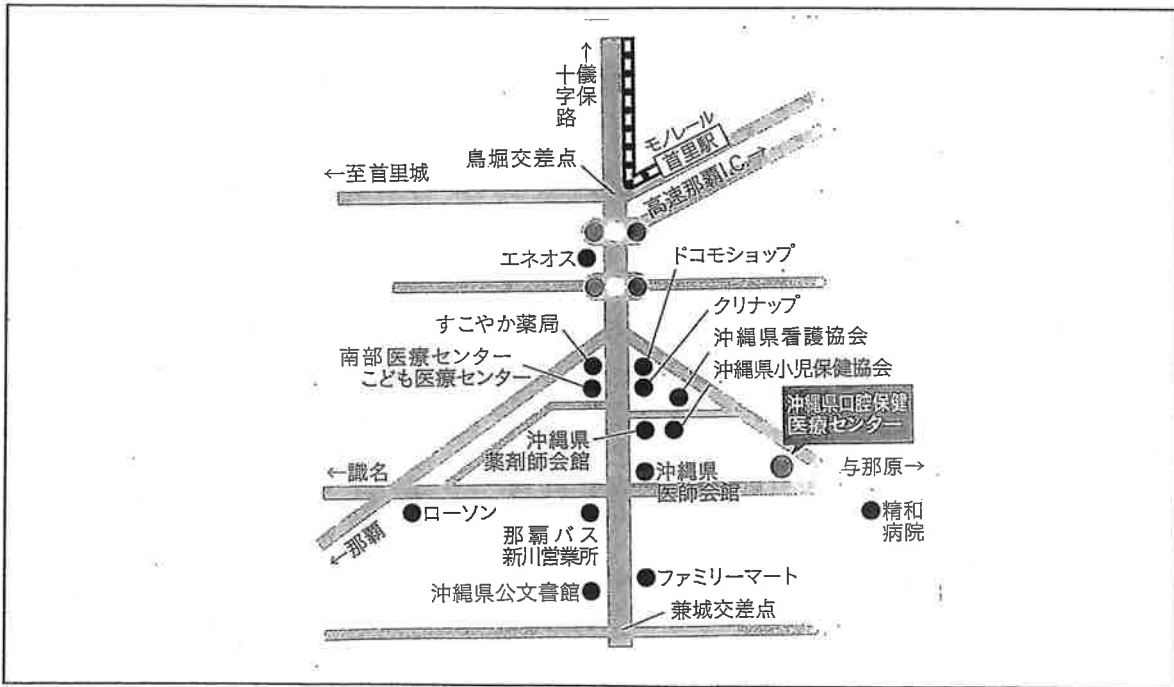 ↑儀保
十字路
モノレール
首里駅
鳥堀交差点
←至首里城
高速那覇I.C.→
エネオス
ドコモショップ
クリナップ
すこやか薬局
沖縄県看護協会
南部医療センター
こども医療センター
沖縄県小児保健協会
沖縄県口腔保健
医療センター
沖縄県
薬剤師会館
←識名
沖縄県
医師会館
与那原→
ローソン
←那覇
那覇バス
新川営業所
精和
病院
ファミリーマート
沖縄県公文書館
兼城交差点